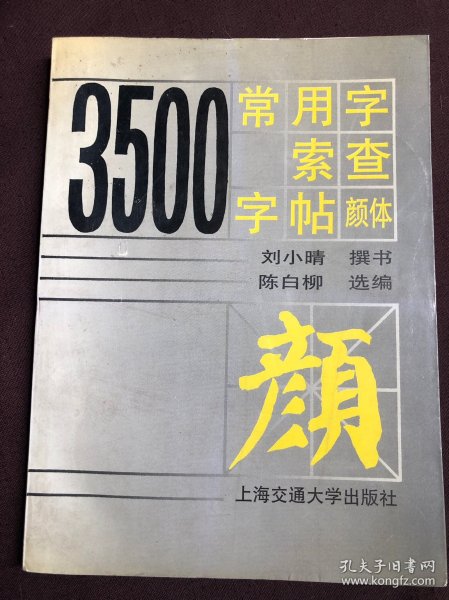 3500
常用字
索查
字帖 颜体
刘小晴 撰书
陈白柳 选编
顔
上海交通大学出版社
孔夫子旧书网
www.kongfz.com